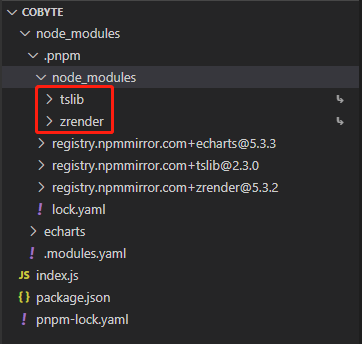 COBYTE
node_modules
.pnpm
node_modules
tslib
zrender
registry.npmmirror.com+echarts@5.3.3
registry.npmmirror.com+tslib@2.3.0
registry.npmmirror.com+zrender@5.3.2
! lock.yaml
echarts
! .modules.yaml
JS index.js
package.json
! pnpm-lock.yaml